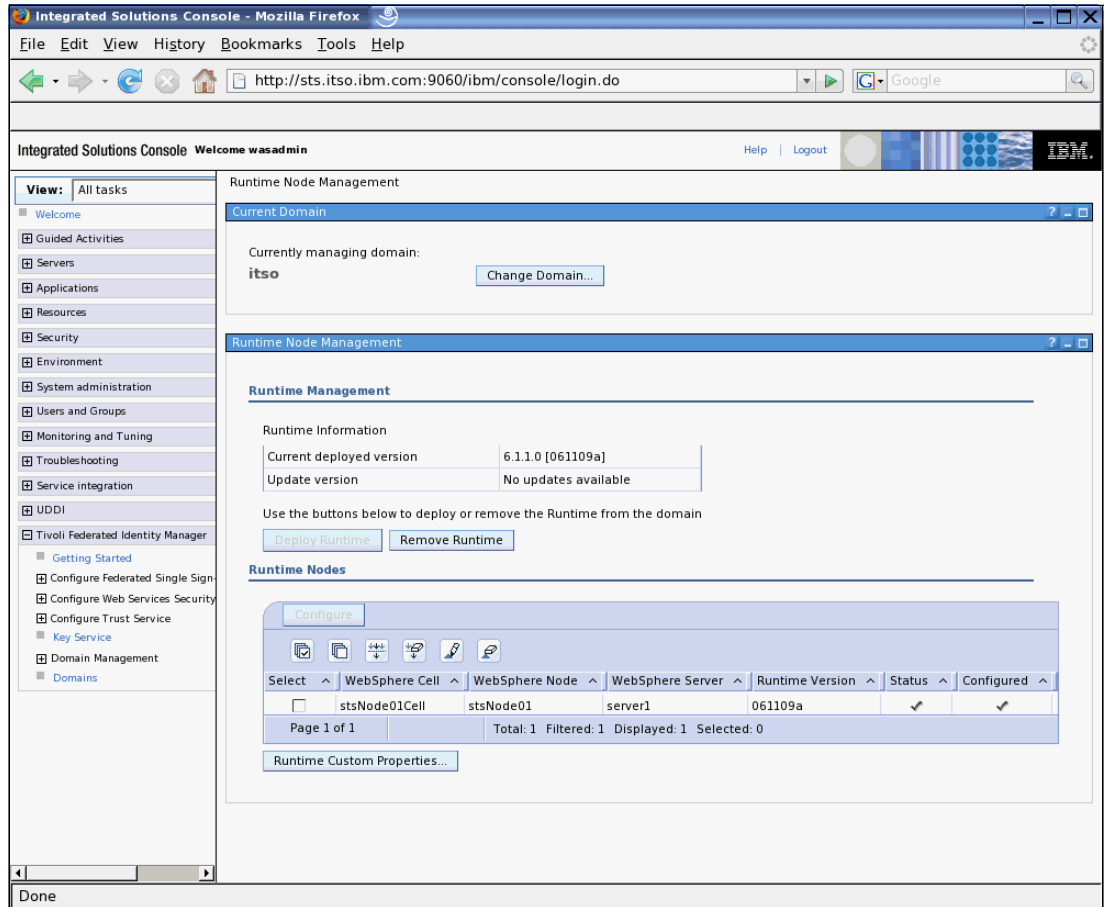 Integrated Solutions Console - Mozilla Firefox
File Edit View History Bookmarks Tools Help
http://sts.itso.ibm.com:9060/ibm/console/login.do
G Google
Integrated Solutions Console Welcome wasadmin
Help | Logout
IBM.
View: All tasks
Welcome
Guided Activities
Servers
Applications
Resources
Security
Environment
System administration
Users and Groups
Monitoring and Tuning
Troubleshooting
Service integration
UDDI
Tivoli Federated Identity Manager
Getting Started
Configure Federated Single Sign-
Configure Web Services Security
Configure Trust Service
Key Service
Domain Management
Domains
Runtime Node Management
Current Domain
Currently managing domain:
itso
Change Domain...
Runtime Node Management
Runtime Management
Runtime Information
Current deployed version 6.1.1.0 [061109a]
Update version No updates available
Use the buttons below to deploy or remove the Runtime from the domain
Deploy Runtime Remove Runtime
Runtime Nodes
Configure
Select WebSphere Cell WebSphere Node WebSphere Server Runtime Version Status Configured
stsNode01Cell stsNode01 server1 061109a
Page 1 of 1 Total: 1 Filtered: 1 Displayed: 1 Selected: 0
Runtime Custom Properties...
Done